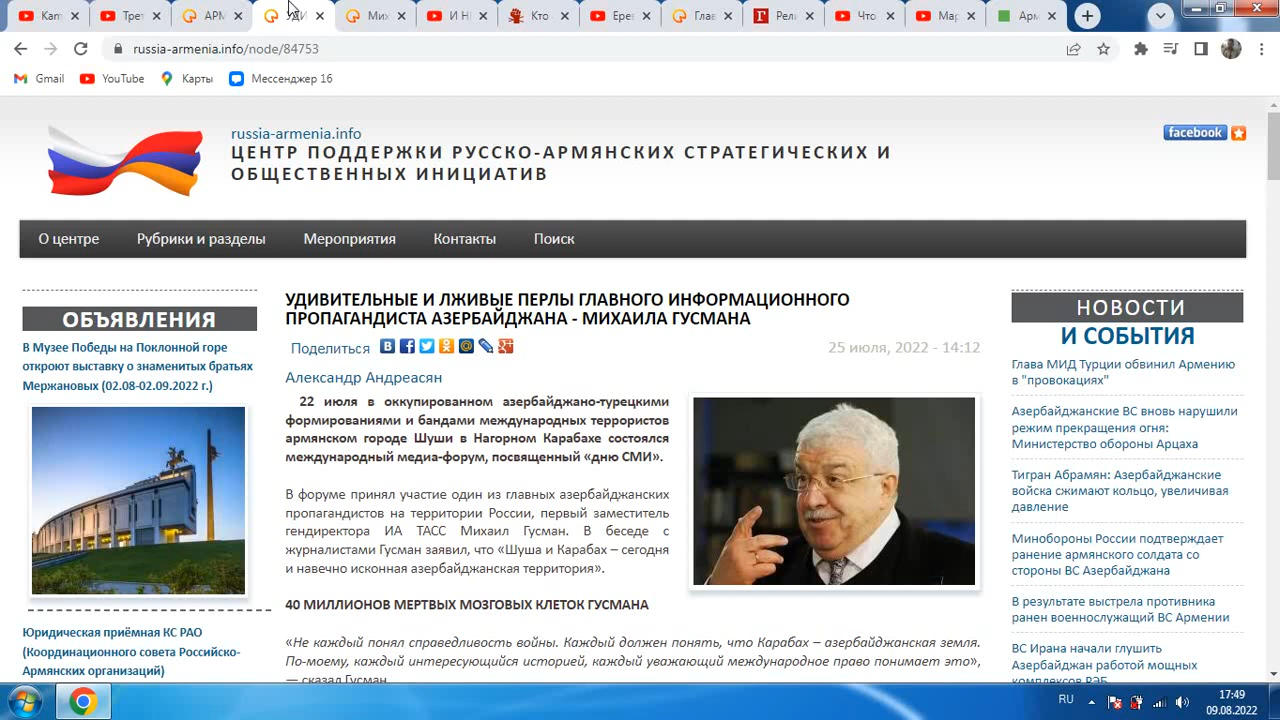 Кап
Трет
АРМ
УДИ
Мих
И Н
Кто
Ере
Глав
Рели
Что
Мар
Арм
russia-armenia.info/node/84753
Gmail
YouTube
Карты
Мессенджер 16
russia-armenia.info
ЦЕНТР ПОДДЕРЖКИ РУССКО-АРМЯНСКИХ СТРАТЕГИЧЕСКИХ И
ОБЩЕСТВЕННЫХ ИНИЦИАТИВ
facebook
О центре
Рубрики и разделы
Мероприятия
Контакты
Поиск
ОБЪЯВЛЕНИЯ
В Музее Победы на Поклонной горе
откроют выставку о знаменитых братьях
Мержановых (02.08-02.09.2022 г.)
Юридическая приёмная КС РАО
(Координационного совета Российско-
Армянских организаций)
УДИВИТЕЛЬНЫЕ И ЛЖИВЫЕ ПЕРЛЫ ГЛАВНОГО ИНФОРМАЦИОННОГО
ПРОПАГАНДИСТА АЗЕРБАЙДЖАНА - МИХАИЛА ГУСМАНА
Поделиться
25 июля, 2022 - 14:12
Александр Андреасян
22 июля в оккупированном азербайджано-турецкими
формированиями и бандами международных террористов
армянском городе Шуши в Нагорном Карабахе состоялся
международный медиа-форум, посвященный «дню СМИ».
В форуме принял участие один из главных азербайджанских
пропагандистов на территории России, первый заместитель
гендиректора ИА ТАСС Михаил Гусман. В беседе с
журналистами Гусман заявил, что «Шуша и Карабах – сегодня
и навечно исконная азербайджанская территория».
40 МИЛЛИОНОВ МЕРТВЫХ МОЗГОВЫХ КЛЕТОК ГУСМАНА
«Не каждый понял справедливость войны. Каждый должен понять, что Карабах – азербайджанская земля.
По-моему, каждый интересующийся историей, каждый уважающий международное право понимает это»,
— сказал Гусман
НОВОСТИ
И СОБЫТИЯ
Глава МИД Турции обвинил Армению
в "провокациях"
Азербайджанские ВС вновь нарушили
режим прекращения огня:
Министерство обороны Арцаха
Тигран Абрамян: Азербайджанские
войска сжимают кольцо, увеличивая
давление
Минобороны России подтверждает
ранение армянского солдата со
стороны ВС Азербайджана
В результате выстрела противника
ранен военнослужащий ВС Армении
ВС Ирана начали глушить
Азербайджан работой мощных
комплексов РЭБ
RU
17:49
09.08.2022